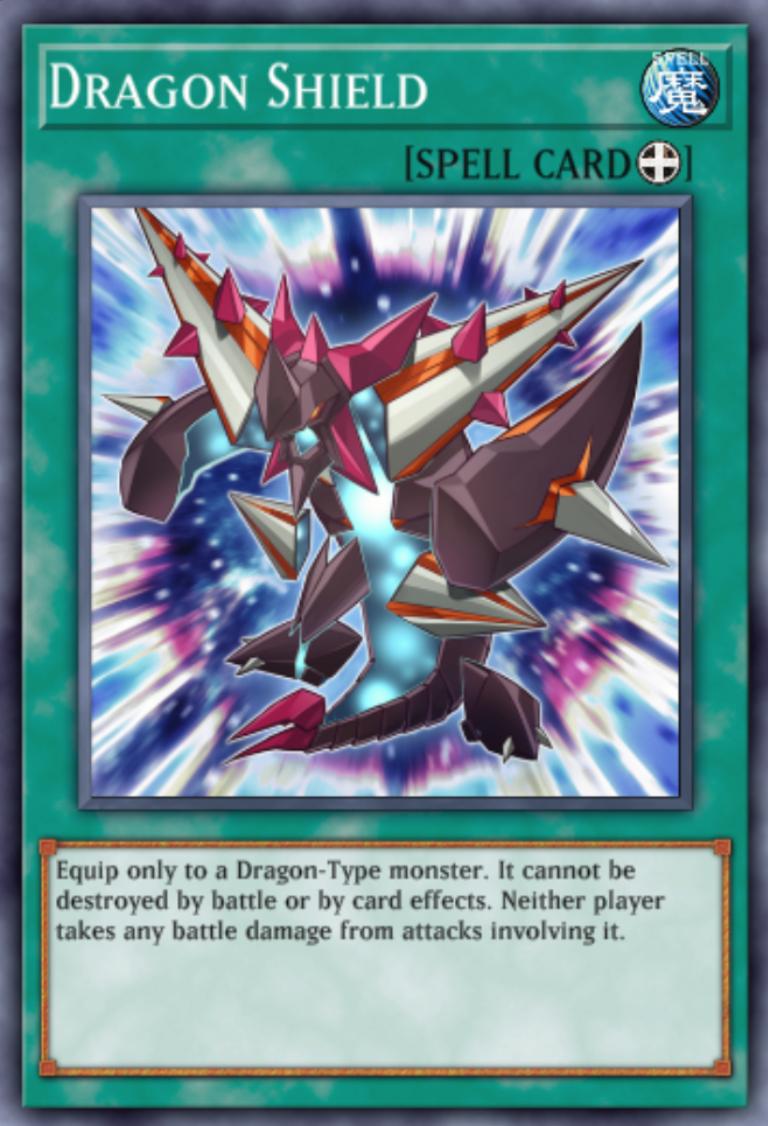 DRAGON SHIELD
SPELL
魔
[SPELL CARD]
Equip only to a Dragon-Type monster. It cannot be
destroyed by battle or by card effects. Neither player
takes any battle damage from attacks involving it.